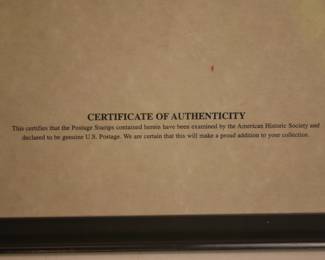 CERTIFICATE OF AUTHENTICITY
This certifies that the Postage Stamps contained herein have been examined by the American Historic Society and
declared to be genuine U.S. Postage. We are certain that this will make a proud addition to your collection.